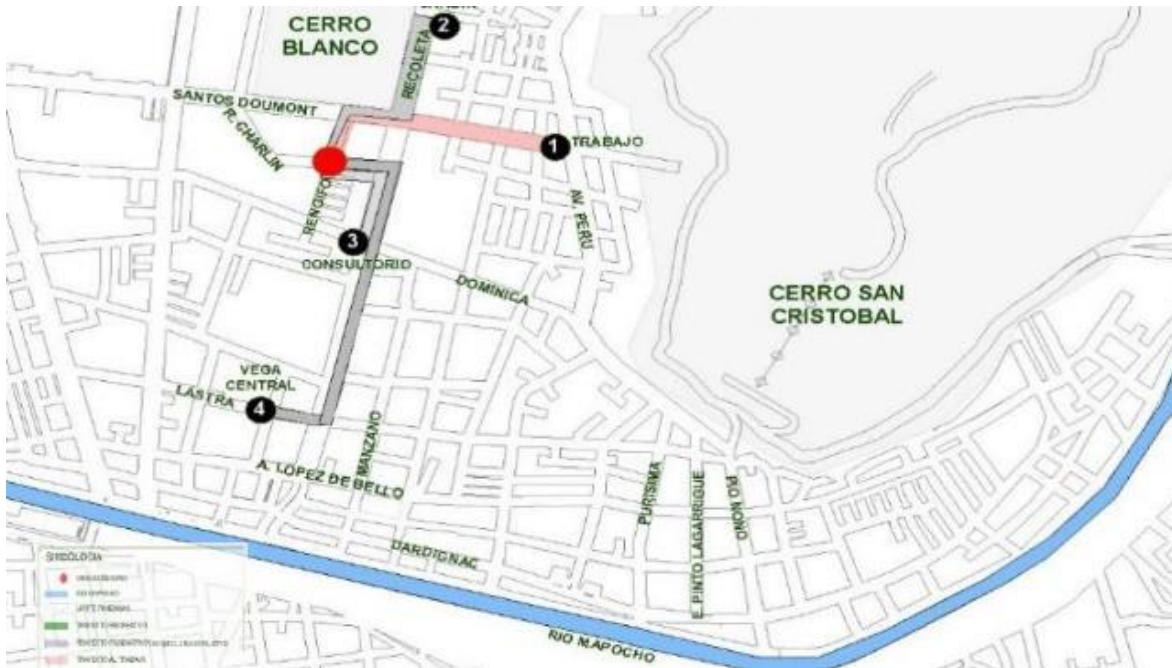 CERRO
BLANCO
2
RECOLETA
SANTOS DOUMONT
R. CHARLIN
1
TRABAJO
RENGIFO
AV. PERU
3
CONSULTORIO
DOMINICA
CERRO SAN
CRISTOBAL
VEGA
CENTRAL
LASTRA
4
MANZANO
A. LOPEZ DE BELLO
PURISIMA
E. PINTO LAGARRIGUE
PIO NONO
DARDIGNAC
RIO MAPOCHO
SIMBOLOGIA